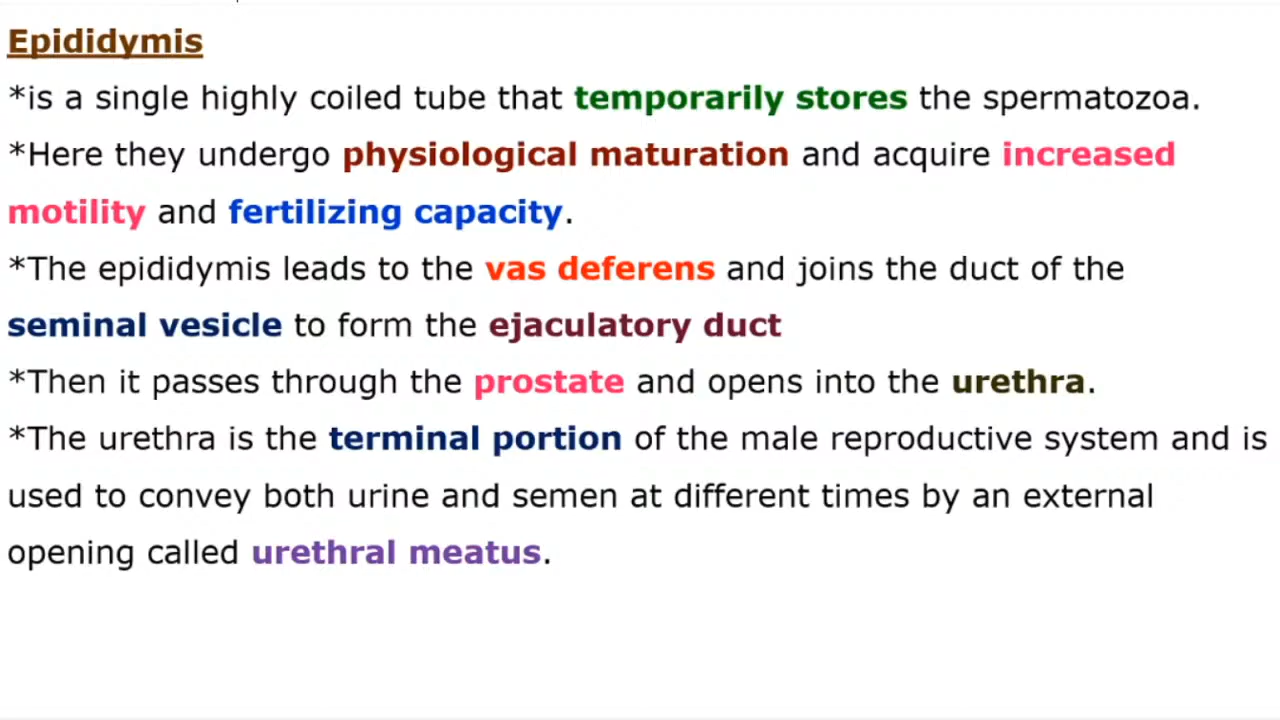 Epididymis
*is a single highly coiled tube that temporarily stores the spermatozoa.
*Here they undergo physiological maturation and acquire increased
motility and fertilizing capacity.
*The epididymis leads to the vas deferens and joins the duct of the
seminal vesicle to form the ejaculatory duct
*Then it passes through the prostate and opens into the urethra.
*The urethra is the terminal portion of the male reproductive system and is
used to convey both urine and semen at different times by an external
opening called urethral meatus.